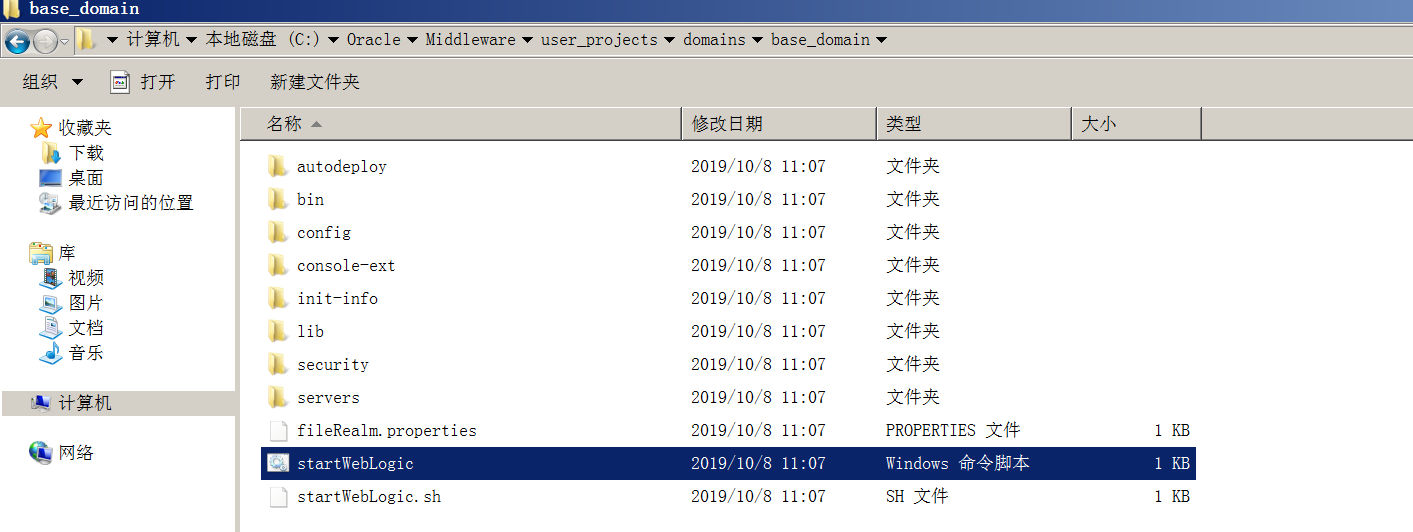 base_domain
计算机 本地磁盘 (C:) Oracle Middleware user_projects domains base_domain
组织 打开 打印 新建文件夹
收藏夹
下载
桌面
最近访问的位置
库
视频
图片
文档
音乐
计算机
网络
名称 修改日期 类型 大小
autodeploy 2019/10/8 11:07 文件夹
bin 2019/10/8 11:07 文件夹
config 2019/10/8 11:07 文件夹
console-ext 2019/10/8 11:07 文件夹
init-info 2019/10/8 11:07 文件夹
lib 2019/10/8 11:07 文件夹
security 2019/10/8 11:07 文件夹
servers 2019/10/8 11:07 文件夹
fileRealm.properties 2019/10/8 11:07 PROPERTIES 文件 1 KB
startWebLogic 2019/10/8 11:07 Windows 命令脚本 1 KB
startWebLogic.sh 2019/10/8 11:07 SH 文件 1 KB